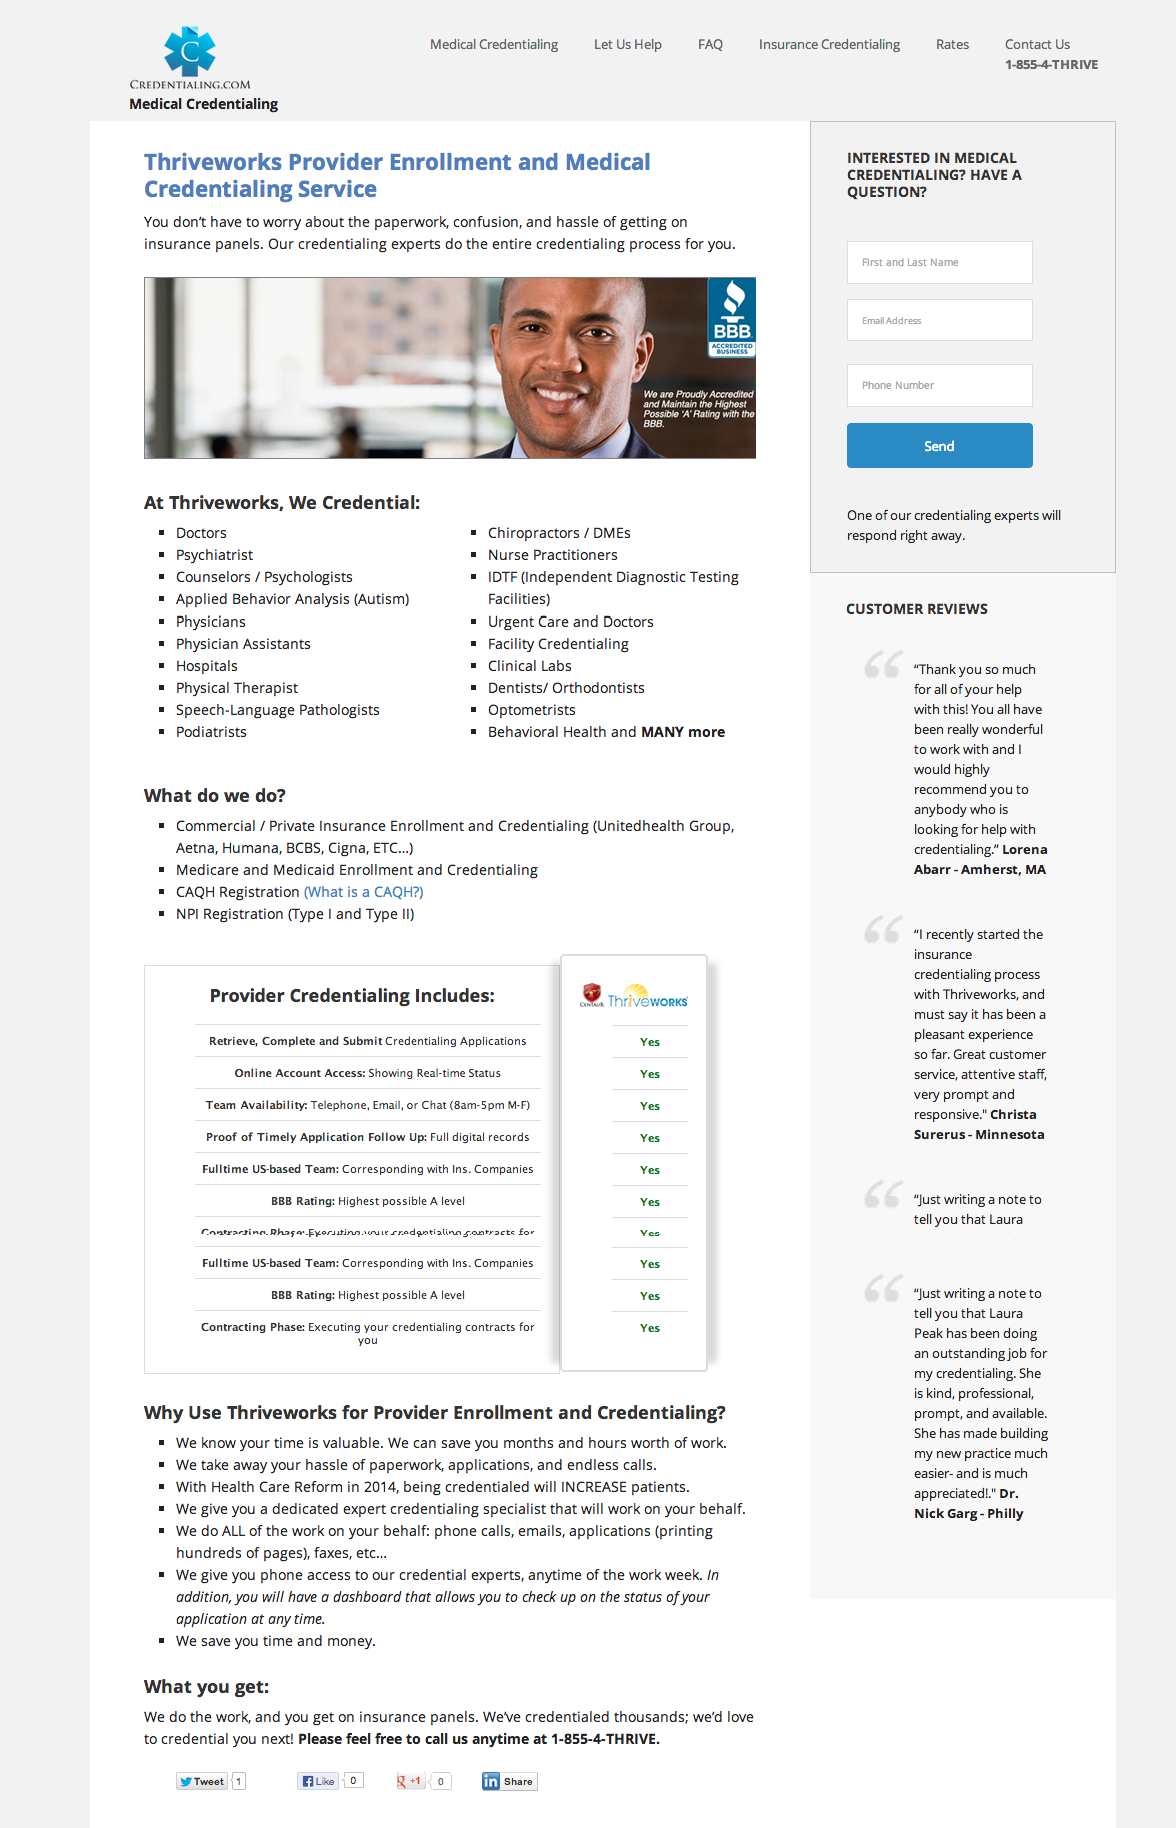 C
CREDENTIALING.COM
Medical Credentialing
Medical Credentialing
Let Us Help
FAQ
Insurance Credentialing
Rates
Contact Us
1-855-4-THRIVE
Thriveworks Provider Enrollment and Medical
Credentialing Service
You don’t have to worry about the paperwork, confusion, and hassle of getting on
insurance panels. Our credentialing experts do the entire credentialing process for you.
BBB
ACCREDITED
BUSINESS
We are Proudly Accredited
and Maintain the Highest
Possible 'A' Rating with the
BBB.
At Thriveworks, We Credential:
Doctors
Psychiatrist
Counselors / Psychologists
Applied Behavior Analysis (Autism)
Physicians
Physician Assistants
Hospitals
Physical Therapist
Speech-Language Pathologists
Podiatrists
Chiropractors / DMEs
Nurse Practitioners
IDTF (Independent Diagnostic Testing
Facilities)
Urgent Care and Doctors
Facility Credentialing
Clinical Labs
Dentists/ Orthodontists
Optometrists
Behavioral Health and MANY more
What do we do?
Commercial / Private Insurance Enrollment and Credentialing (Unitedhealth Group,
Aetna, Humana, BCBS, Cigna, ETC...)
Medicare and Medicaid Enrollment and Credentialing
CAQH Registration (What is a CAQH?)
NPI Registration (Type I and Type II)
Provider Credentialing Includes:
CENTAUR ThriveWORKS
Retrieve, Complete and Submit Credentialing Applications Yes
Online Account Access: Showing Real-time Status Yes
Team Availability: Telephone, Email, or Chat (8am-5pm M-F) Yes
Proof of Timely Application Follow Up: Full digital records Yes
Fulltime US-based Team: Corresponding with Ins. Companies Yes
BBB Rating: Highest possible A level Yes
Contracting Phase: Executing your credentialing contracts for Yes
Fulltime US-based Team: Corresponding with Ins. Companies Yes
BBB Rating: Highest possible A level Yes
Contracting Phase: Executing your credentialing contracts for Yes
you
Why Use Thriveworks for Provider Enrollment and Credentialing?
We know your time is valuable. We can save you months and hours worth of work.
We take away your hassle of paperwork, applications, and endless calls.
With Health Care Reform in 2014, being credentialed will INCREASE patients.
We give you a dedicated expert credentialing specialist that will work on your behalf.
We do ALL of the work on your behalf: phone calls, emails, applications (printing
hundreds of pages), faxes, etc...
We give you phone access to our credential experts, anytime of the work week. In
addition, you will have a dashboard that allows you to check up on the status of your
application at any time.
We save you time and money.
What you get:
We do the work, and you get on insurance panels. We’ve credentialed thousands; we’d love
to credential you next! Please feel free to call us anytime at 1-855-4-THRIVE.
Tweet 1
Like 0
g +1 0
in Share
INTERESTED IN MEDICAL
CREDENTIALING? HAVE A
QUESTION?
First and Last Name
Email Address
Phone Number
Send
One of our credentialing experts will
respond right away.
CUSTOMER REVIEWS
“Thank you so much
for all of your help
with this! You all have
been really wonderful
to work with and I
would highly
recommend you to
anybody who is
looking for help with
credentialing.” Lorena
Abarr - Amherst, MA
“I recently started the
insurance
credentialing process
with Thriveworks, and
must say it has been a
pleasant experience
so far. Great customer
service, attentive staff,
very prompt and
responsive." Christa
Surerus - Minnesota
“Just writing a note to
tell you that Laura
“Just writing a note to
tell you that Laura
Peak has been doing
an outstanding job for
my credentialing. She
is kind, professional,
prompt, and available.
She has made building
my new practice much
easier- and is much
appreciated!." Dr.
Nick Garg - Philly